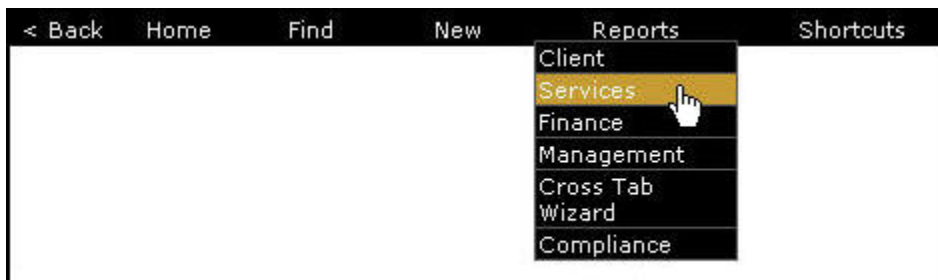 < Back Home Find New Reports Shortcuts
Client
Services
Finance
Management
Cross Tab
Wizard
Compliance